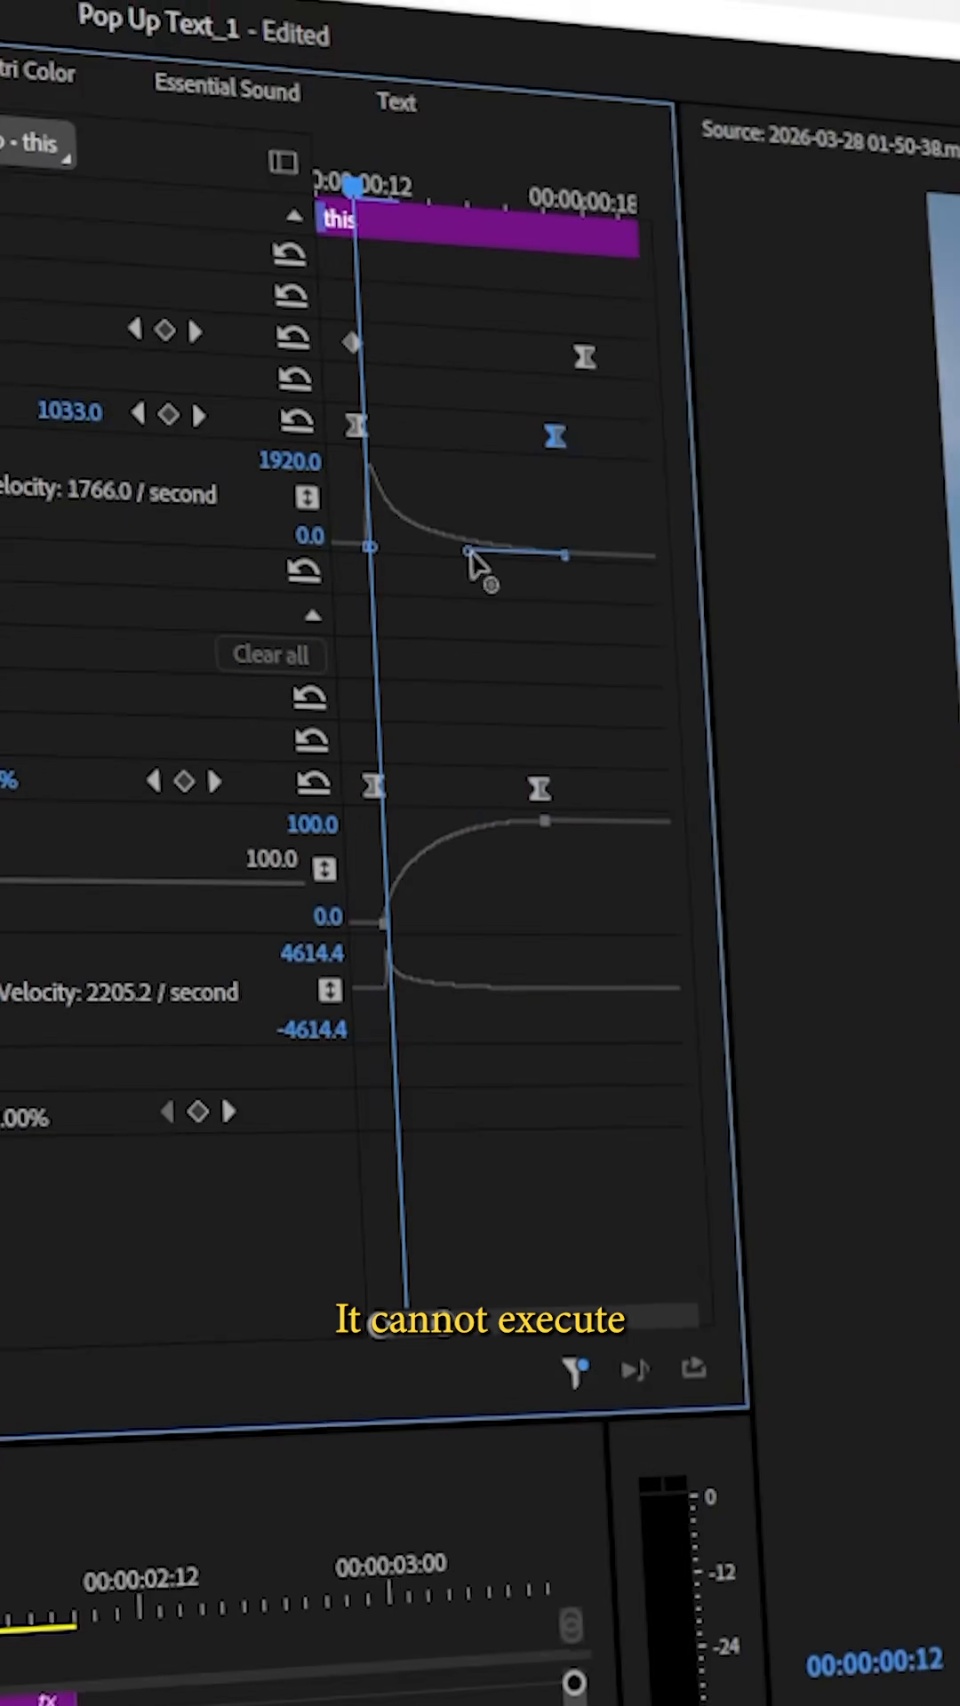 Pop Up Text_1 - Edited
tri Color
Essential Sound
Text
- this
Source: 2026-03-28 01-50-38.m
00:12
00:00:00:18
this
1033.0
1920.0
elocity: 1766.0 / second
0.0
Clear all
%
100.0
100.0
0.0
4614.4
Velocity: 2205.2 / second
-4614.4
.00%
It cannot execute
0
00:00:02:12
00:00:03:00
-12
-24
00:00:00:12
fx